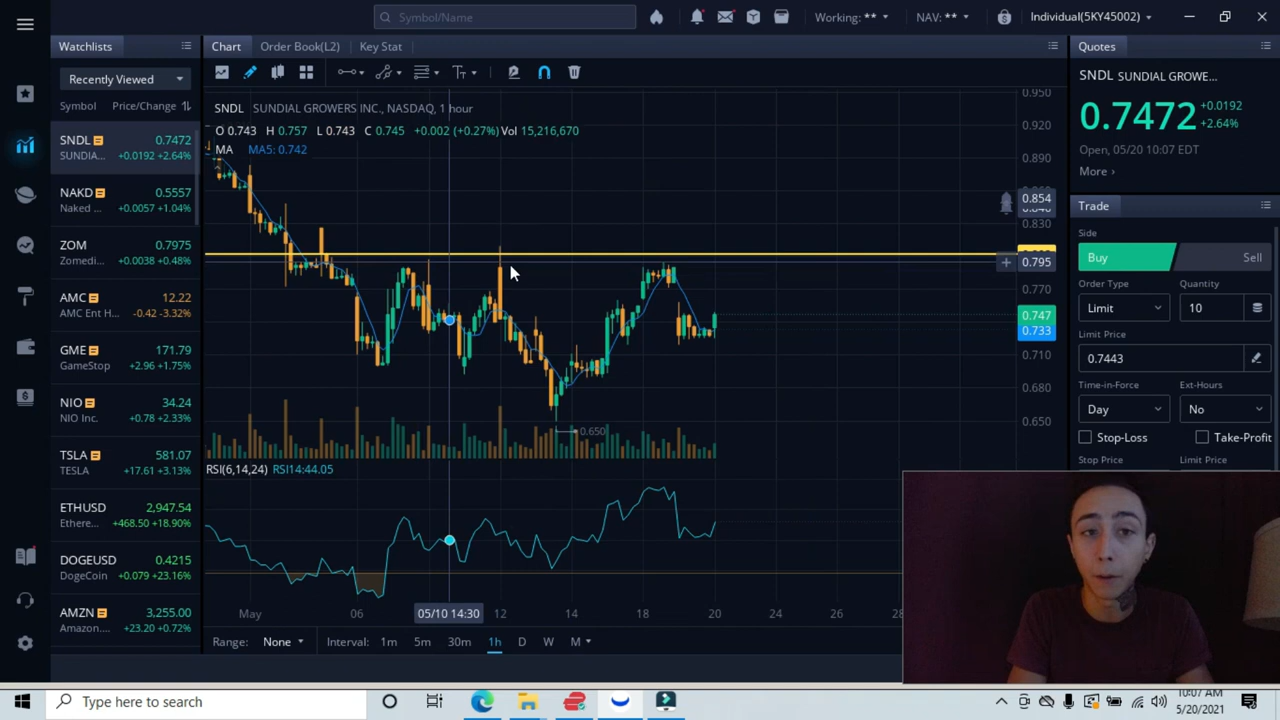 Symbol/Name
Working: **
NAV: **
Individual(5KY45002)
Watchlists
Recently Viewed
Symbol Price/Change
SNDL 0.7472
SUNDIA... +0.0192 +2.64%
NAKD 0.5557
Naked ... +0.0057 +1.04%
ZOM 0.7975
Zomedi... +0.0038 +0.48%
AMC 12.22
AMC Ent H... -0.42 -3.32%
GME 171.79
GameStop +2.96 +1.75%
NIO 34.24
NIO Inc. +0.78 +2.33%
TSLA 581.07
TESLA +17.61 +3.13%
ETHUSD 2,947.54
Ethere... +468.50 +18.90%
DOGEUSD 0.4215
DogeCoin +0.079 +23.16%
AMZN 3,255.00
Amazon.... +23.20 +0.72%
Chart Order Book(L2) Key Stat
SNDL SUNDIAL GROWERS INC., NASDAQ, 1 hour
O 0.743 H 0.757 L 0.743 C 0.745 +0.002 (+0.27%) Vol 15,216,670
MA MA5: 0.742
0.950
0.920
0.890
0.854
0.830
0.795
0.770
0.747
0.733
0.710
0.680
0.650
0.650
RSI(6,14,24) RSI14:44.05
May 06 05/10 14:30 12 14 18 20 24 26 28
Range: None Interval: 1m 5m 30m 1h D W M
Quotes
SNDL SUNDIAL GROWE...
0.7472 +0.0192
+2.64%
Open, 05/20 10:07 EDT
More
Trade
Side
Buy Sell
Order Type Quantity
Limit 10
Limit Price
0.7443
Time-in-Force Ext-Hours
Day No
Stop-Loss Take-Profit
Stop Price Limit Price
Type here to search
10:07 AM
5/20/2021